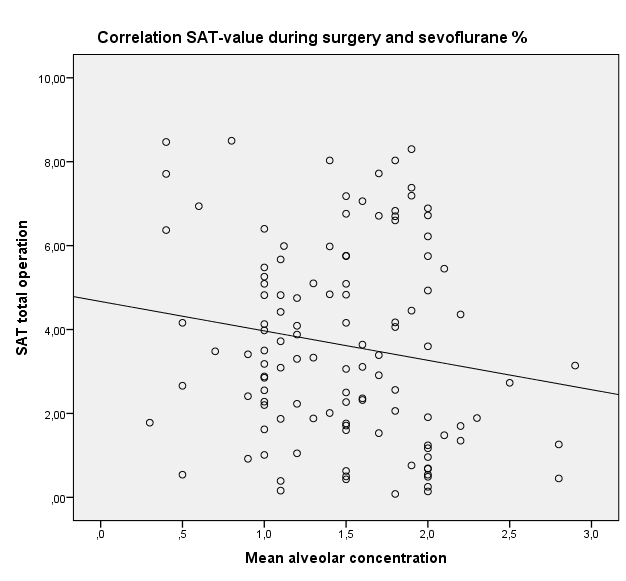 Correlation SAT-value during surgery and sevoflurane %
SAT total operation
10,00
8,00
6,00
4,00
2,00
,00
,0 ,5 1,0 1,5 2,0 2,5 3,0
Mean alveolar concentration